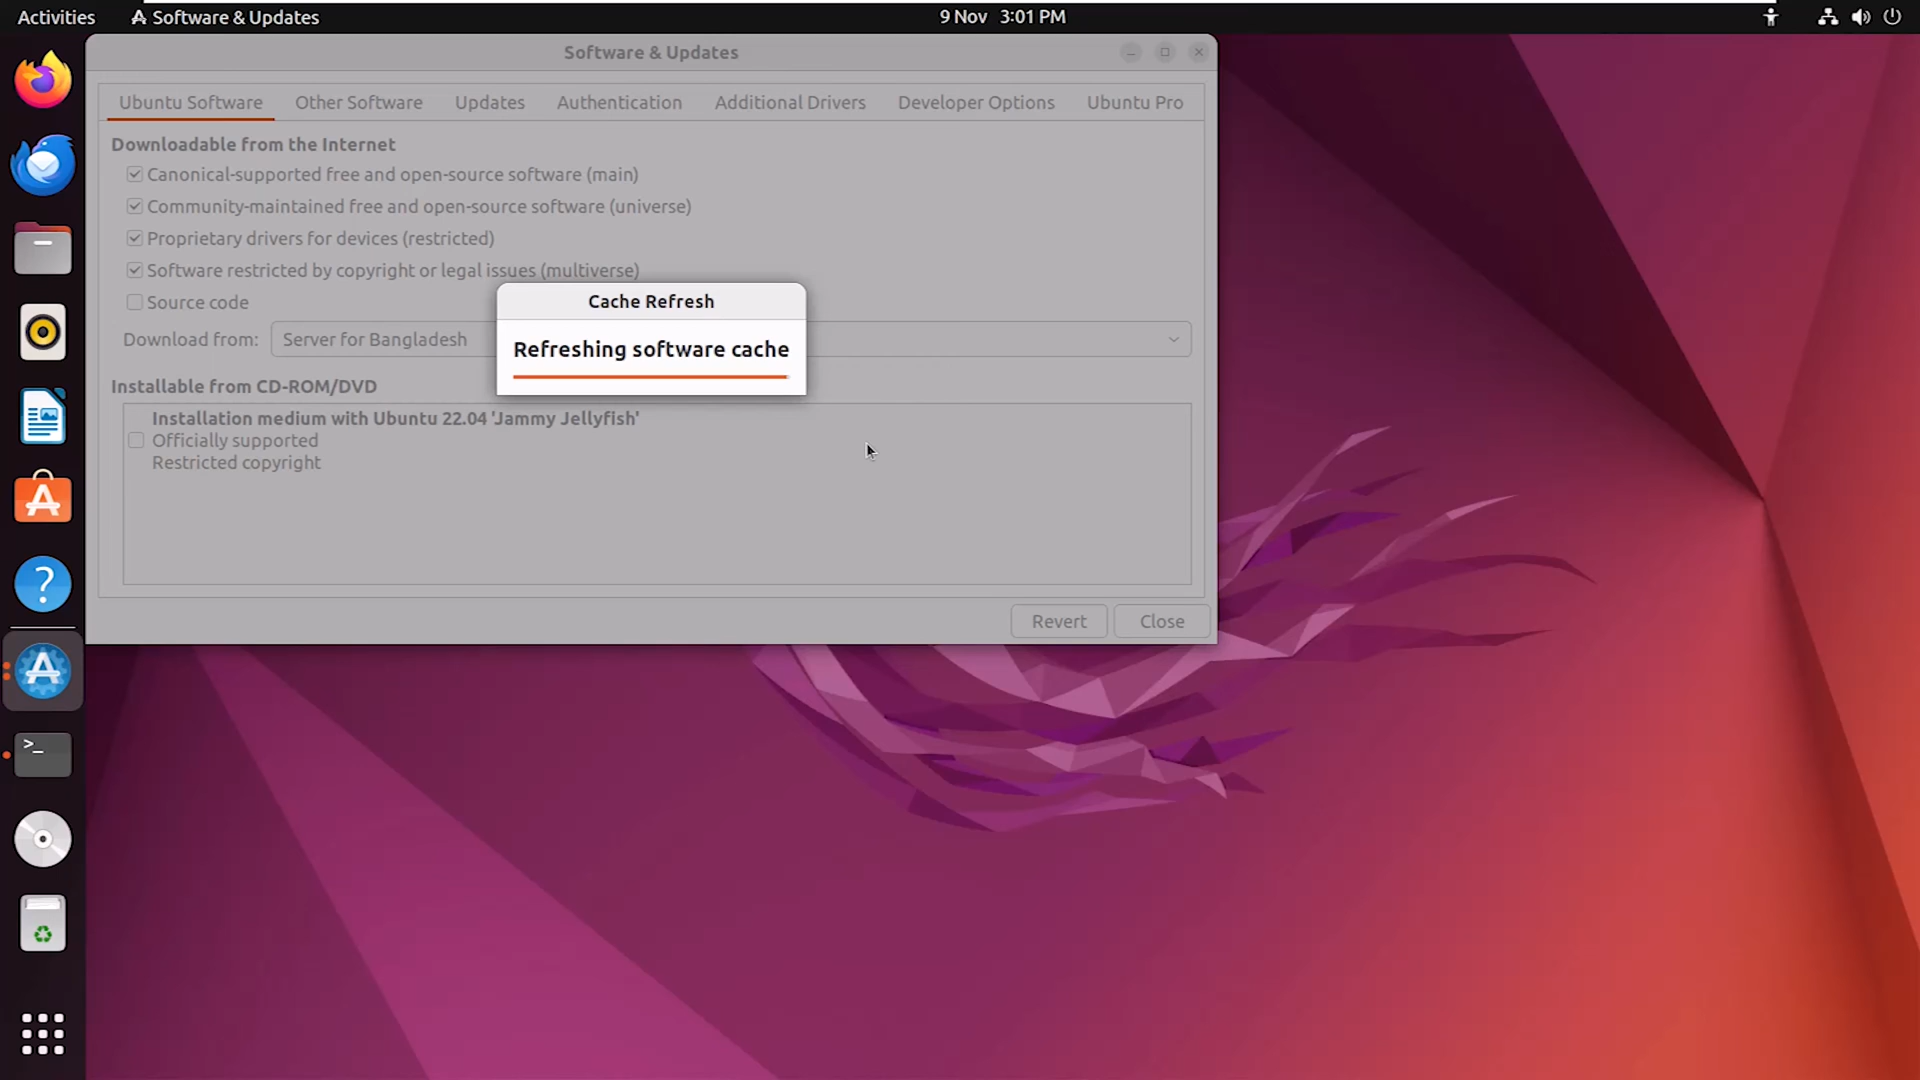 Activities
Software & Updates
9 Nov 3:01 PM
Software & Updates
Ubuntu Software
Other Software
Updates
Authentication
Additional Drivers
Developer Options
Ubuntu Pro
Downloadable from the Internet
Canonical-supported free and open-source software (main)
Community-maintained free and open-source software (universe)
Proprietary drivers for devices (restricted)
Software restricted by copyright or legal issues (multiverse)
Source code
Download from:
Server for Bangladesh
Cache Refresh
Refreshing software cache
Installable from CD-ROM/DVD
Installation medium with Ubuntu 22.04 'Jammy Jellyfish'
Officially supported
Restricted copyright
Revert
Close